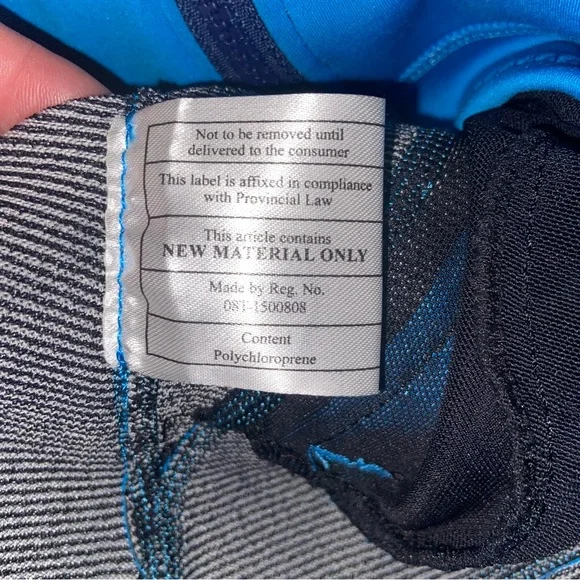 Not to be removed until
delivered to the consumer
This label is affixed in compliance
with Provincial Law
This article contains
NEW MATERIAL ONLY
Made by Reg. No.
08T-1500808
Content
Polychloroprene